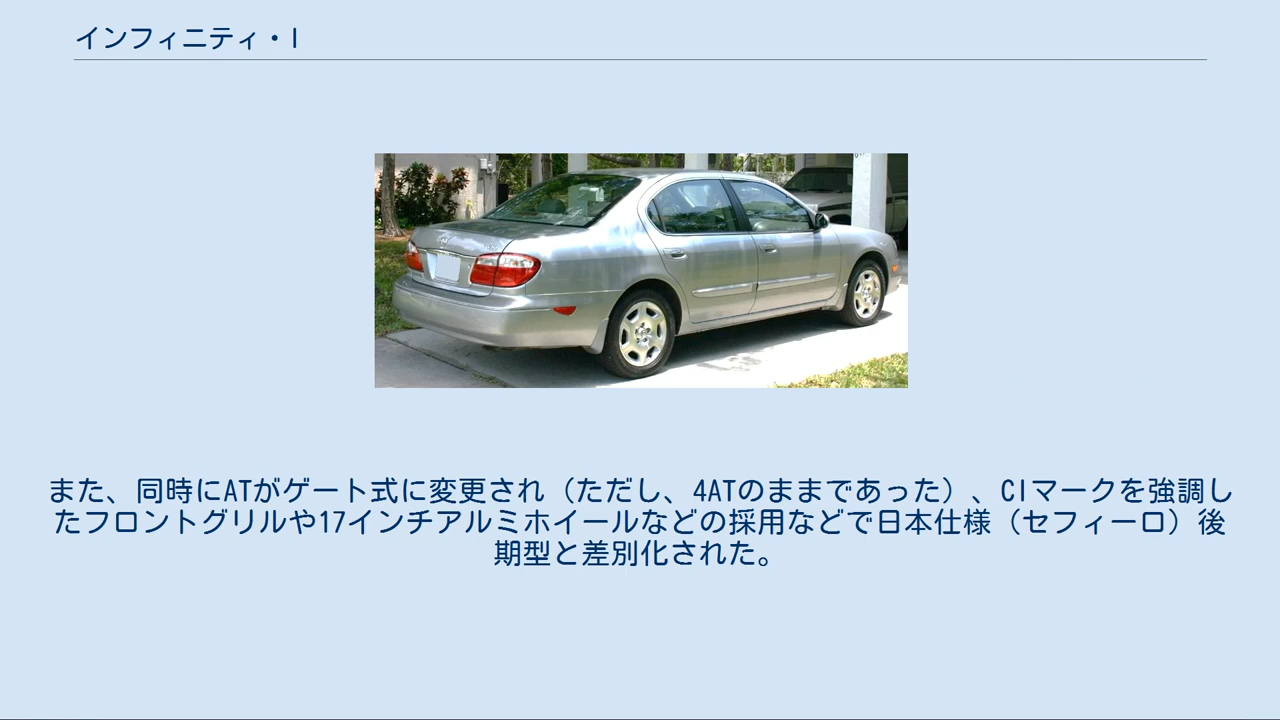 インフィニティ・I
また、同時にATがゲート式に変更され（ただし、4ATのままであった）、CIマークを強調し
たフロントグリルや17インチアルミホイールなどの採用などで日本仕様（セフィーロ）後
期型と差別化された。